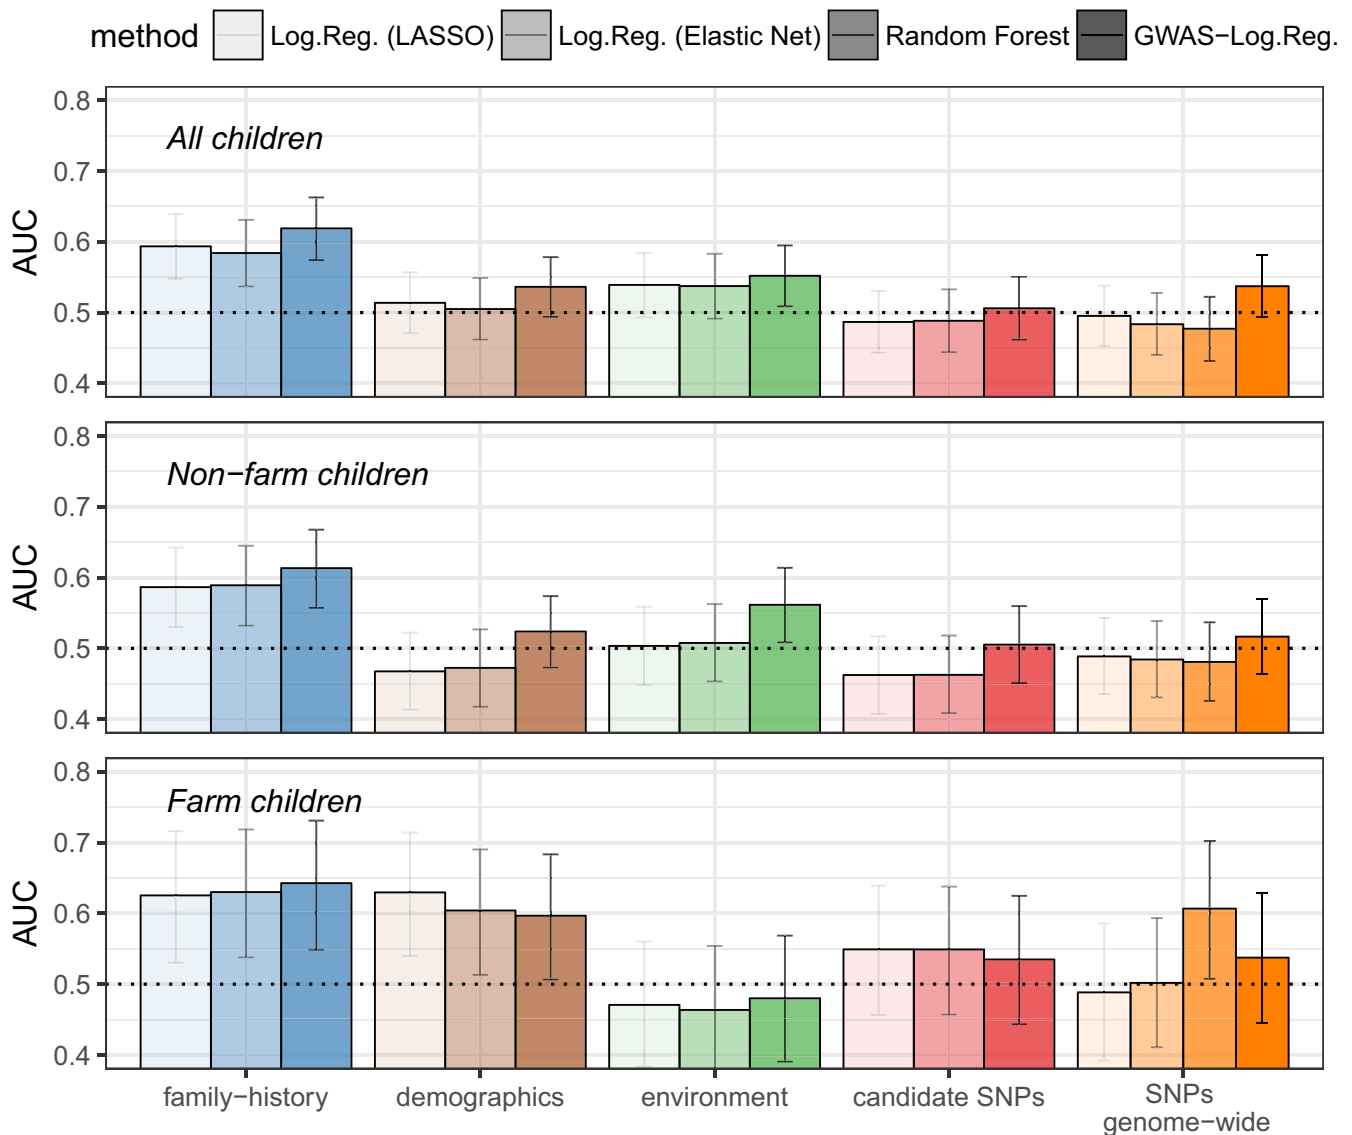 method Log.Reg. (LASSO) Log.Reg. (Elastic Net) Random Forest GWAS−Log.Reg.
All children
AUC
0.8
0.7
0.6
0.5
0.4
Non−farm children
AUC
0.8
0.7
0.6
0.5
0.4
Farm children
AUC
0.8
0.7
0.6
0.5
0.4
family−history demographics environment candidate SNPs SNPs
genome−wide